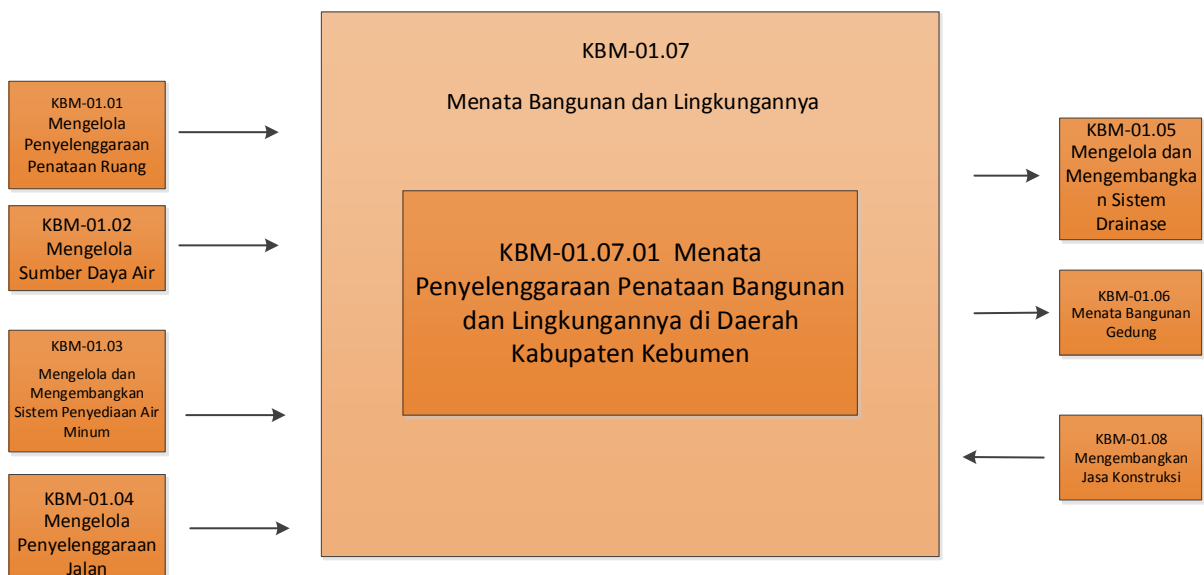 KBM-01.07
Menata Bangunan dan Lingkungannya
KBM-01.01
Mengelola
Penyelenggaraan
Penataan Ruang
KBM-01.02
Mengelola
Sumber Daya Air
KBM-01.03
Mengelola dan
Mengembangkan
Sistem Penyediaan Air
Minum
KBM-01.04
Mengelola
Penyelenggaraan
Jalan
KBM-01.07.01 Menata
Penyelenggaraan Penataan Bangunan
dan Lingkungannya di Daerah
Kabupaten Kebumen
KBM-01.05
Mengelola dan
Mengembangka
n Sistem
Drainase
KBM-01.06
Menata Bangunan
Gedung
KBM-01.08
Mengembangkan
Jasa Konstruksi